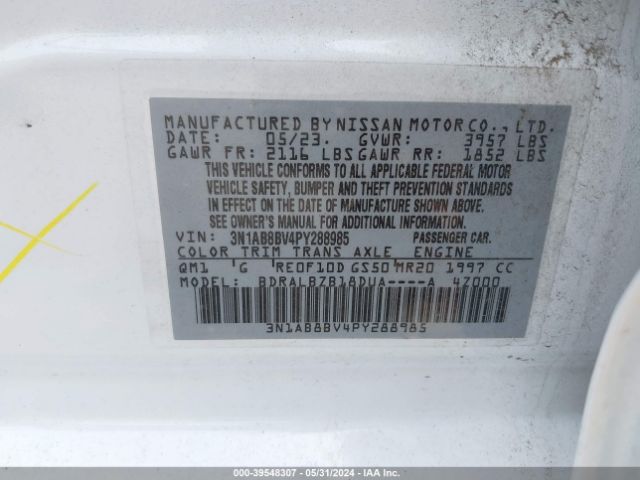 MANUFACTURED BY NISSAN MOTOR CO., LTD.
DATE: 05/23. GVWR: 3957 LBS
GAWR FR: 2116 LBS GAWR RR: 1852 LBS
THIS VEHICLE CONFORMS TO ALL APPLICABLE FEDERAL MOTOR
VEHICLE SAFETY, BUMPER AND THEFT PREVENTION STANDARDS
IN EFFECT ON THE DATE OF MANUFACTURE SHOWN ABOVE.
SEE OWNER'S MANUAL FOR ADDITIONAL INFORMATION.
VIN: 3N1AB8BV4PY288985 PASSENGER CAR.
COLOR TRIM TRANS AXLE ENGINE
QM1 G RE0F10D GS50 MR20 1997 CC
MODEL: BDRALBZB18DUA----A 4Z000
3N1AB8BV4PY288985
000-39548307 - 05/31/2024 - IAA Inc.